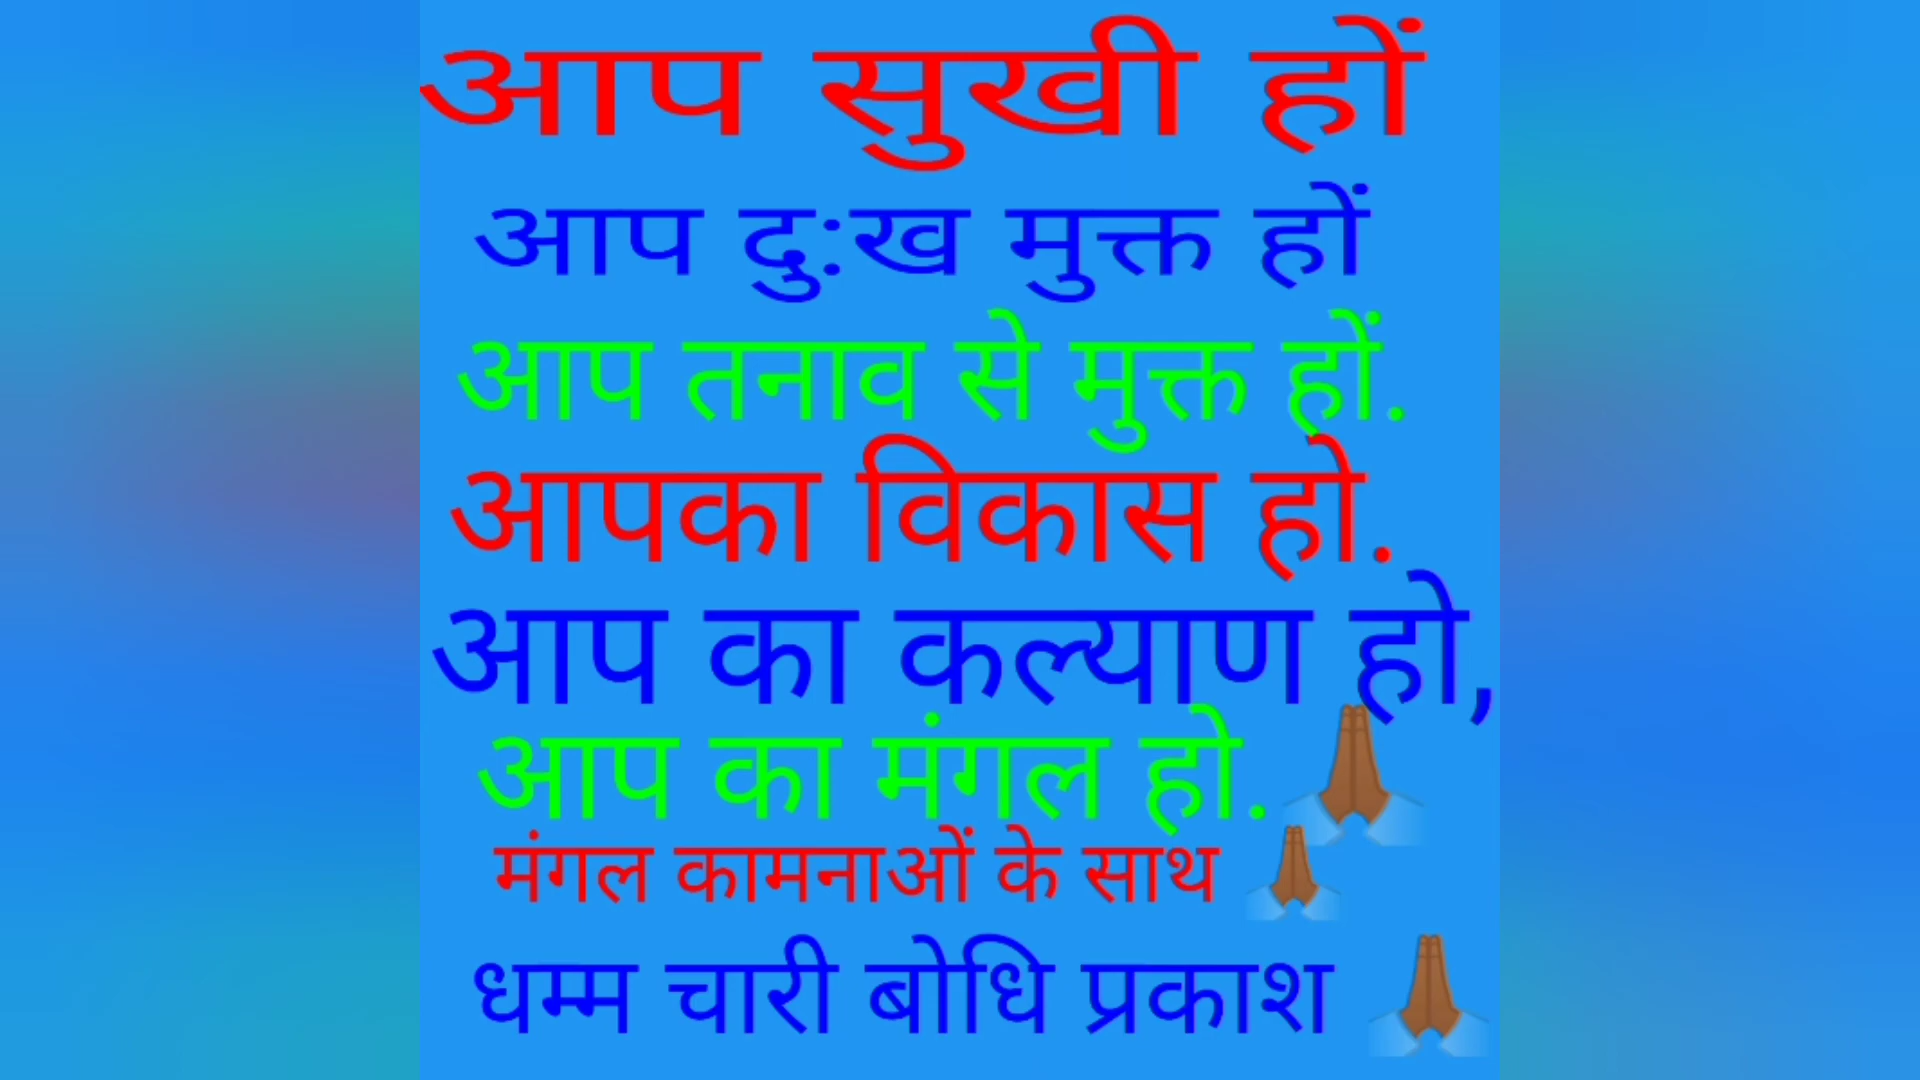 आप सुखी हों
आप दु:ख मुक्त हों
आप तनाव से मुक्त हों.
आपका विकास हो.
आप का कल्याण हो,
आप का मंगल हो.🙏🏾
मंगल कामनाओं के साथ 🙏🏾
धम्म चारी बोधि प्रकाश 🙏🏾